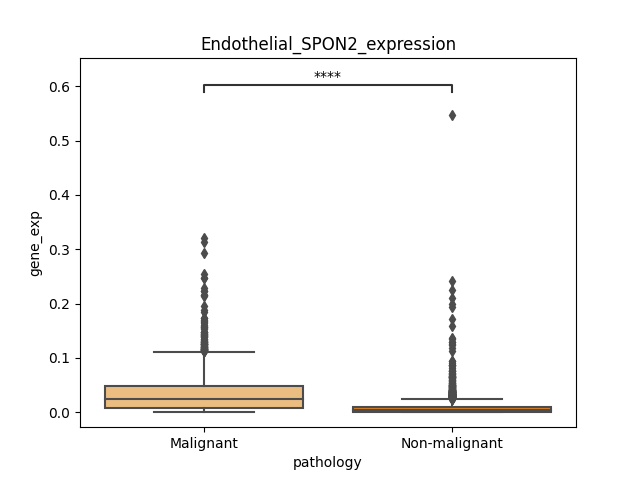 Endothelial_SPON2_expression
****
0.6
0.5
0.4
0.3
0.2
0.1
0.0
gene_exp
Malignant
Non-malignant
pathology